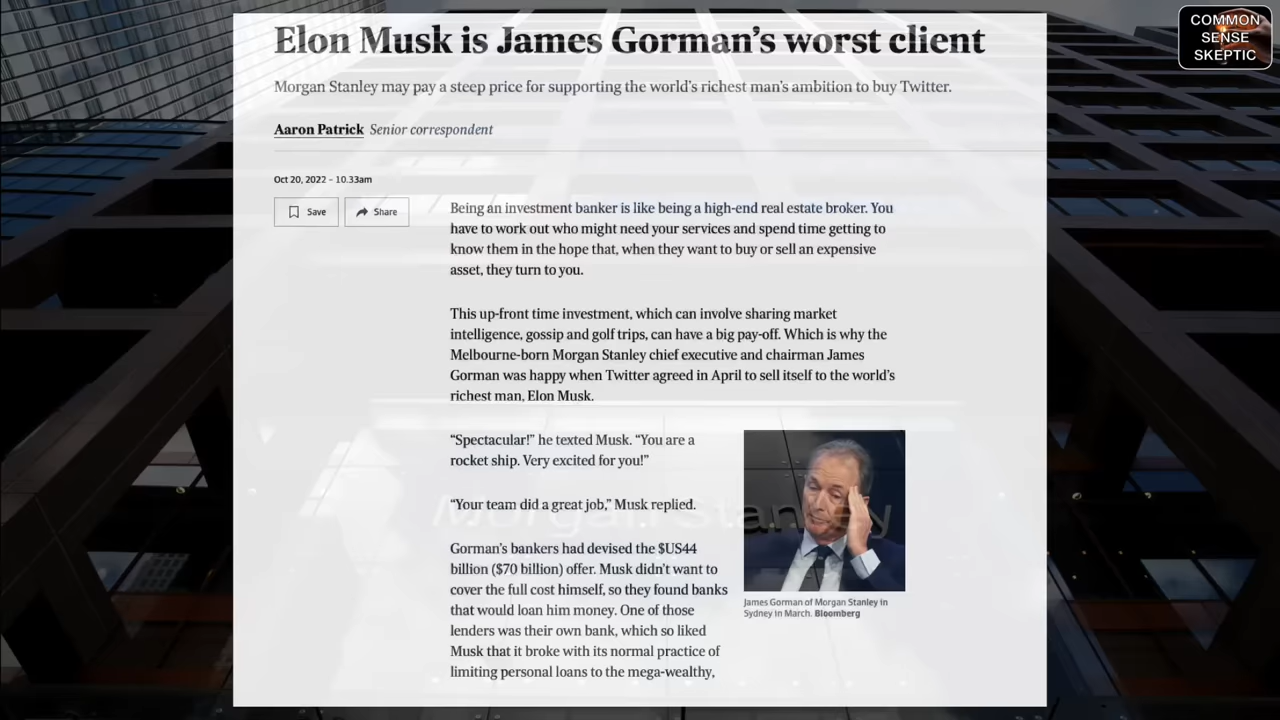 COMMON
SENSE
SKEPTIC
Elon Musk is James Gorman’s worst client
Morgan Stanley may pay a steep price for supporting the world’s richest man’s ambition to buy Twitter.
Aaron Patrick Senior correspondent
Oct 20, 2022 – 10.33am
Save Share
Being an investment banker is like being a high-end real estate broker. You
have to work out who might need your services and spend time getting to
know them in the hope that, when they want to buy or sell an expensive
asset, they turn to you.
This up-front time investment, which can involve sharing market
intelligence, gossip and golf trips, can have a big pay-off. Which is why the
Melbourne-born Morgan Stanley chief executive and chairman James
Gorman was happy when Twitter agreed in April to sell itself to the world’s
richest man, Elon Musk.
“Spectacular!” he texted Musk. “You are a
rocket ship. Very excited for you!”
“Your team did a great job,” Musk replied.
Gorman’s bankers had devised the $US44
billion ($70 billion) offer. Musk didn’t want to
cover the full cost himself, so they found banks
that would loan him money. One of those
lenders was their own bank, which so liked
Musk that it broke with its normal practice of
limiting personal loans to the mega-wealthy,
James Gorman of Morgan Stanley in
Sydney in March. Bloomberg
Morgan Stanley